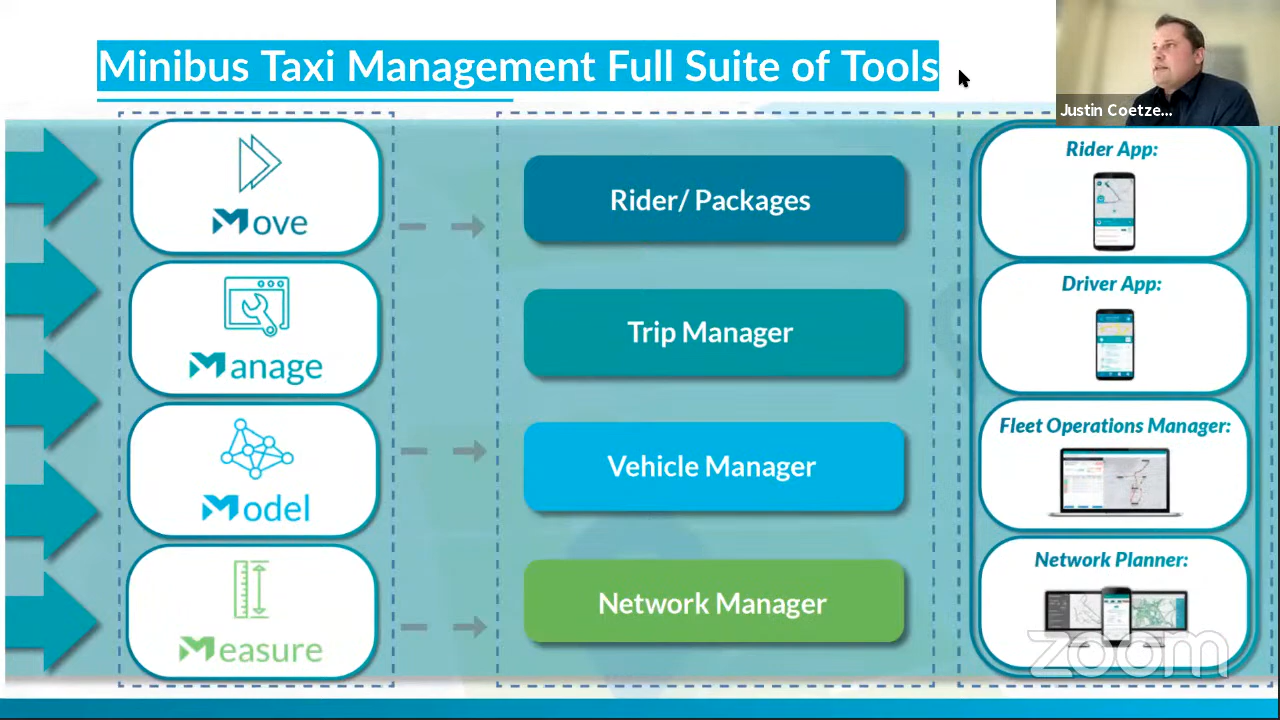 Minibus Taxi Management Full Suite of Tools
Justin Coetze...
Move
Manage
Model
Measure
Rider/ Packages
Trip Manager
Vehicle Manager
Network Manager
Rider App:
Driver App:
Fleet Operations Manager:
Network Planner:
zoom